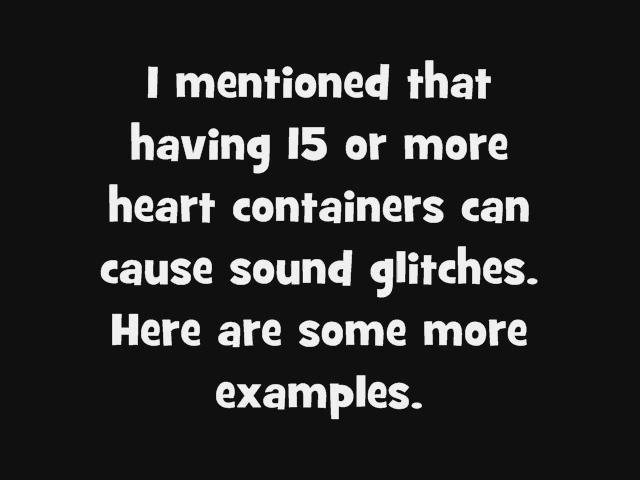 I mentioned that
having 15 or more
heart containers can
cause sound glitches.
Here are some more
examples.